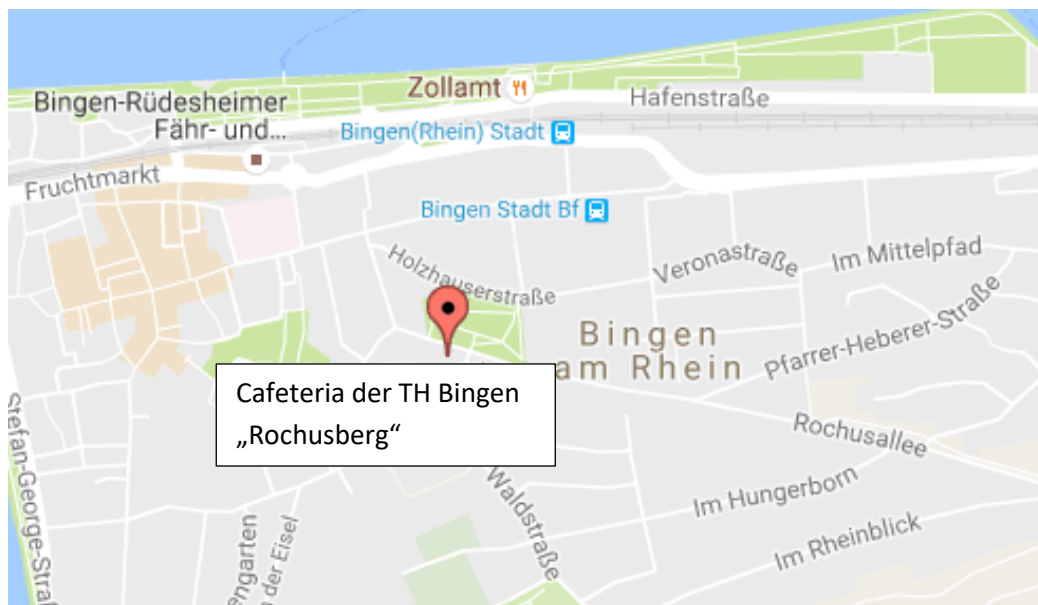 Zollamt
Hafenstraße
Bingen-Rüdesheimer
Fähr- und...
Bingen(Rhein) Stadt
Fruchtmarkt
Bingen Stadt Bf
Holzhauserstraße
Veronastraße
Im Mittelpfad
Bingen
am Rhein
Pfarrer-Heberer-Straße
Cafeteria der TH Bingen
„Rochusberg“
Rochusallee
Stefan-George-Straß
Waldstraße
Im Hungerborn
Im Rheinblick
engarten
der Eisel